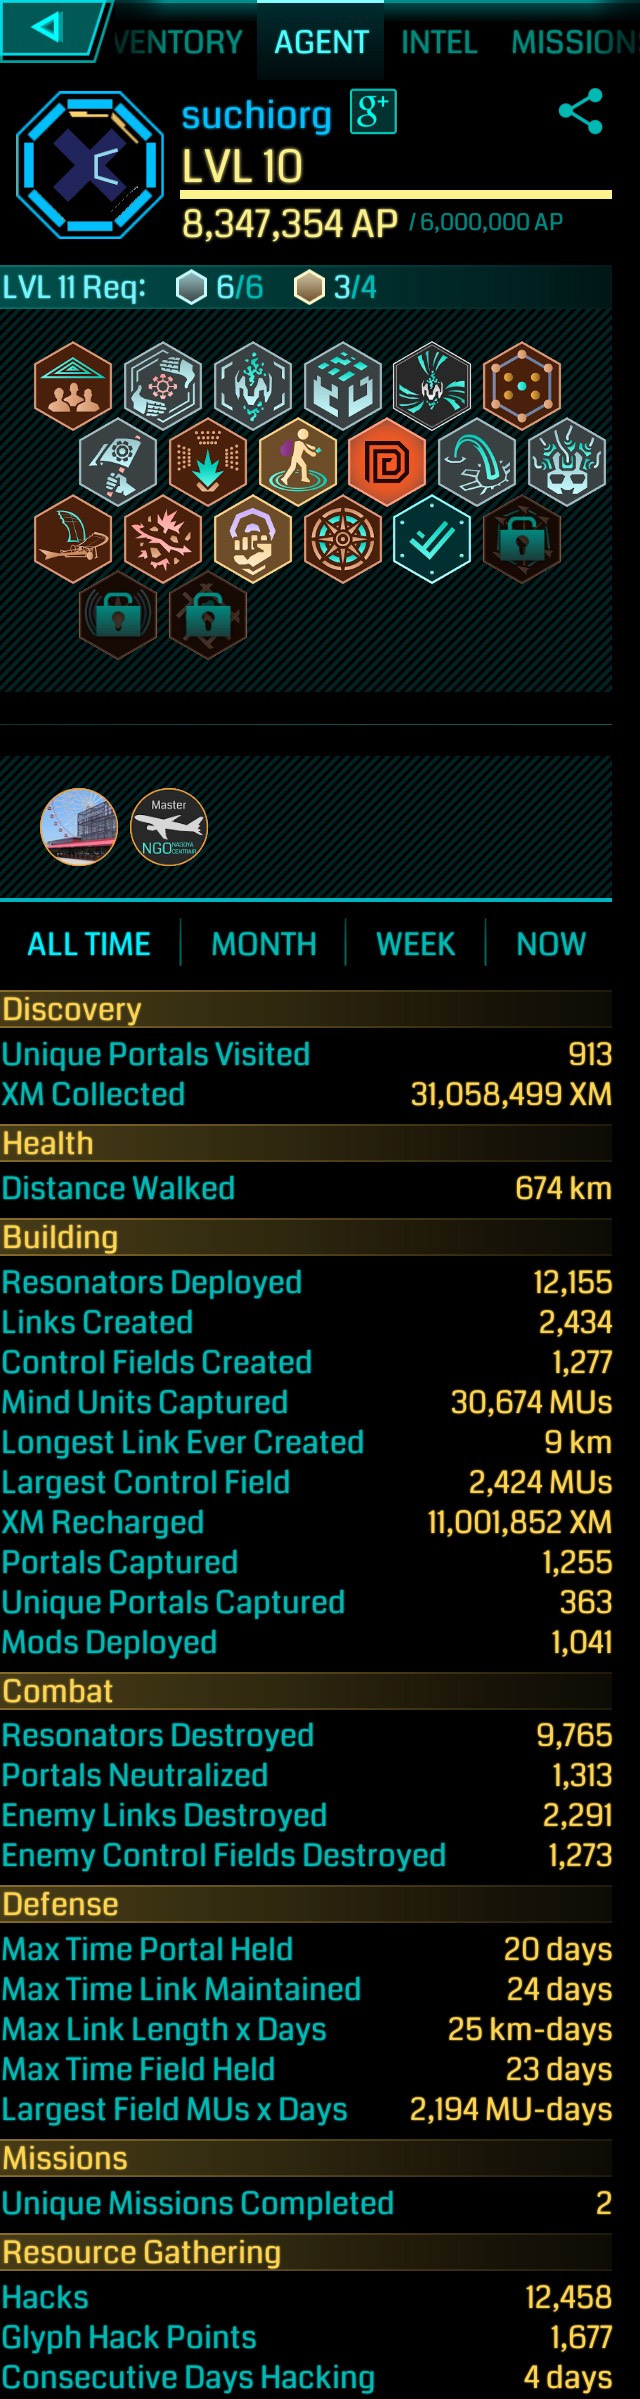 VENTORY AGENT INTEL MISSION
suchiorg g+
LVL 10
8,347,354 AP / 6,000,000 AP
LVL 11 Req: 6/6 3/4
Master
NGO NAGOYA
CENTRAIR
ALL TIME MONTH WEEK NOW
Discovery
Unique Portals Visited 913
XM Collected 31,058,499 XM
Health
Distance Walked 674 km
Building
Resonators Deployed 12,155
Links Created 2,434
Control Fields Created 1,277
Mind Units Captured 30,674 MUs
Longest Link Ever Created 9 km
Largest Control Field 2,424 MUs
XM Recharged 11,001,852 XM
Portals Captured 1,255
Unique Portals Captured 363
Mods Deployed 1,041
Combat
Resonators Destroyed 9,765
Portals Neutralized 1,313
Enemy Links Destroyed 2,291
Enemy Control Fields Destroyed 1,273
Defense
Max Time Portal Held 20 days
Max Time Link Maintained 24 days
Max Link Length x Days 25 km-days
Max Time Field Held 23 days
Largest Field MUs x Days 2,194 MU-days
Missions
Unique Missions Completed 2
Resource Gathering
Hacks 12,458
Glyph Hack Points 1,677
Consecutive Days Hacking 4 days